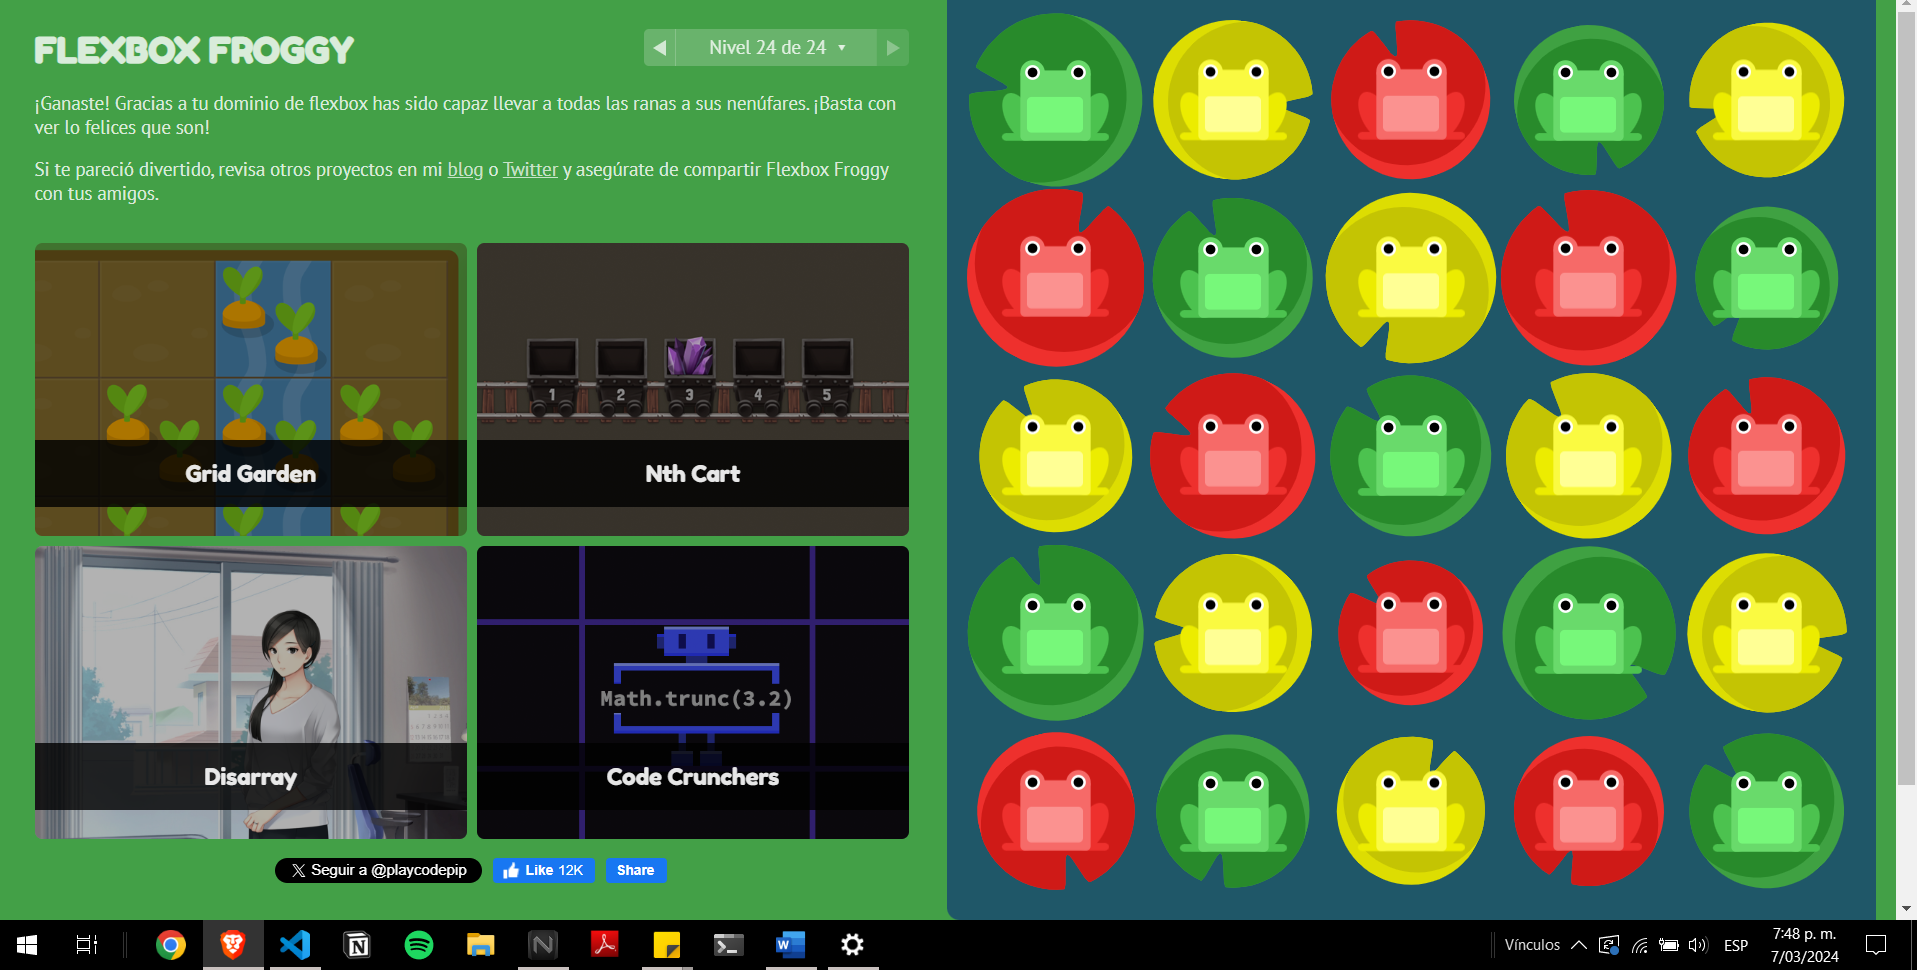 FLEXBOX FROGGY
Nivel 24 de 24
¡Ganaste! Gracias a tu dominio de flexbox has sido capaz llevar a todas las ranas a sus nenúfares. ¡Basta con
ver lo felices que son!
Si te pareció divertido, revisa otros proyectos en mi blog o Twitter y asegúrate de compartir Flexbox Froggy
con tus amigos.
1 2 3 4 5
Grid Garden
Nth Cart
Math.trunc(3.2)
Disarray
Code Crunchers
Seguir a @playcodepip
Like 12K
Share
Vínculos
ESP
7:48 p. m.
7/03/2024